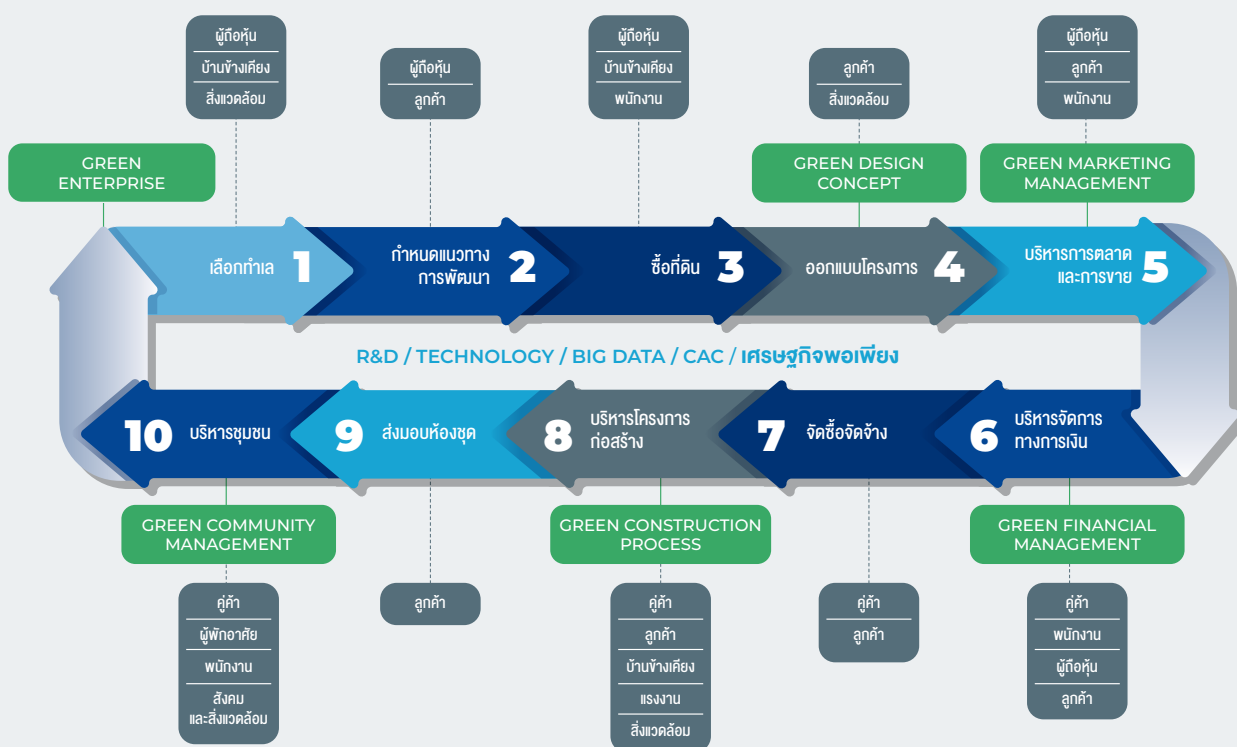 ผู้ถือหุ้น
บ้านข้างเคียง
สิ่งแวดล้อม
ผู้ถือหุ้น
ลูกค้า
ผู้ถือหุ้น
บ้านข้างเคียง
พนักงาน
ลูกค้า
สิ่งแวดล้อม
ผู้ถือหุ้น
ลูกค้า
พนักงาน
GREEN
ENTERPRISE
GREEN DESIGN
CONCEPT
GREEN MARKETING
MANAGEMENT
เลือกทำเล 1
กำหนดแนวทาง
การพัฒนา 2
ซื้อที่ดิน 3
ออกแบบโครงการ 4
บริหารการตลาด
และการขาย 5
R&D / TECHNOLOGY / BIG DATA / CAC / เศรษฐกิจพอเพียง
10 บริหารชุมชน
9 ส่งมอบห้องชุด
8 บริหารโครงการ
ก่อสร้าง
7 จัดซื้อจัดจ้าง
6 บริหารจัดการ
ทางการเงิน
GREEN COMMUNITY
MANAGEMENT
GREEN CONSTRUCTION
PROCESS
GREEN FINANCIAL
MANAGEMENT
คู่ค้า
ผู้พักอาศัย
พนักงาน
สังคม
และสิ่งแวดล้อม
ลูกค้า
คู่ค้า
ลูกค้า
บ้านข้างเคียง
แรงงาน
สิ่งแวดล้อม
คู่ค้า
ลูกค้า
คู่ค้า
พนักงาน
ผู้ถือหุ้น
ลูกค้า